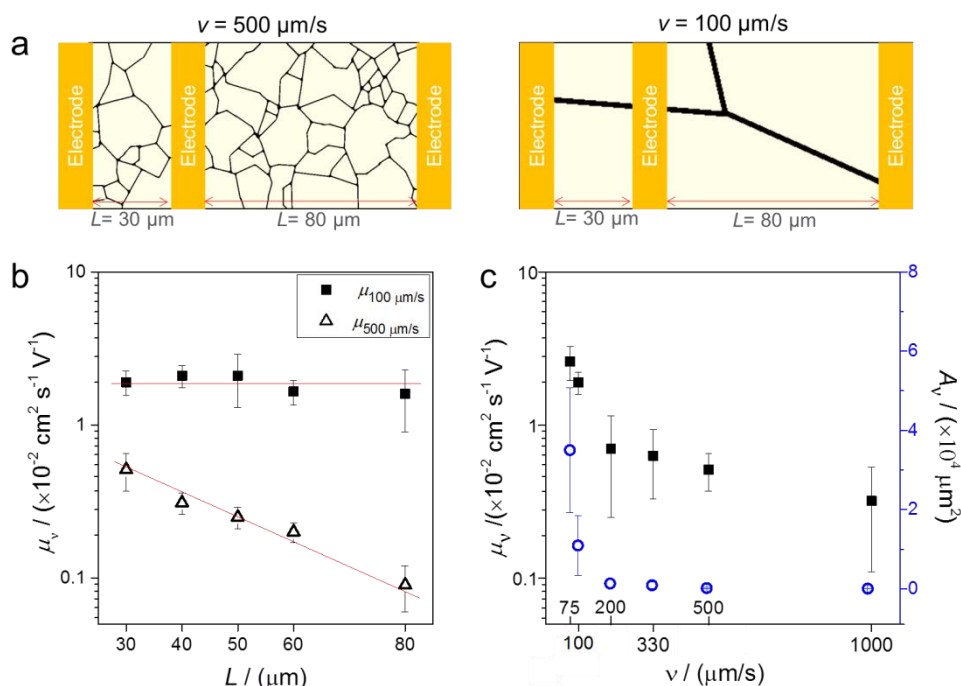 v = 500 µm/s
v = 100 µm/s
a
Electrode
Electrode
Electrode
Electrode
Electrode
Electrode
L= 30 µm
L= 80 µm
L= 30 µm
L= 80 µm
b
10
1
0.1
μᵥ / (×10⁻² cm² s⁻¹ V⁻¹)
μ₁₀₀ µm/s
μ₅₀₀ µm/s
30 40 50 60 80
L / (µm)
c
10
1
0.1
μᵥ /(×10⁻² cm² s⁻¹ V⁻¹)
8
6
4
2
0
Aᵥ / (×10⁴ µm²)
75 200 500
100 330 1000
ν / (µm/s)